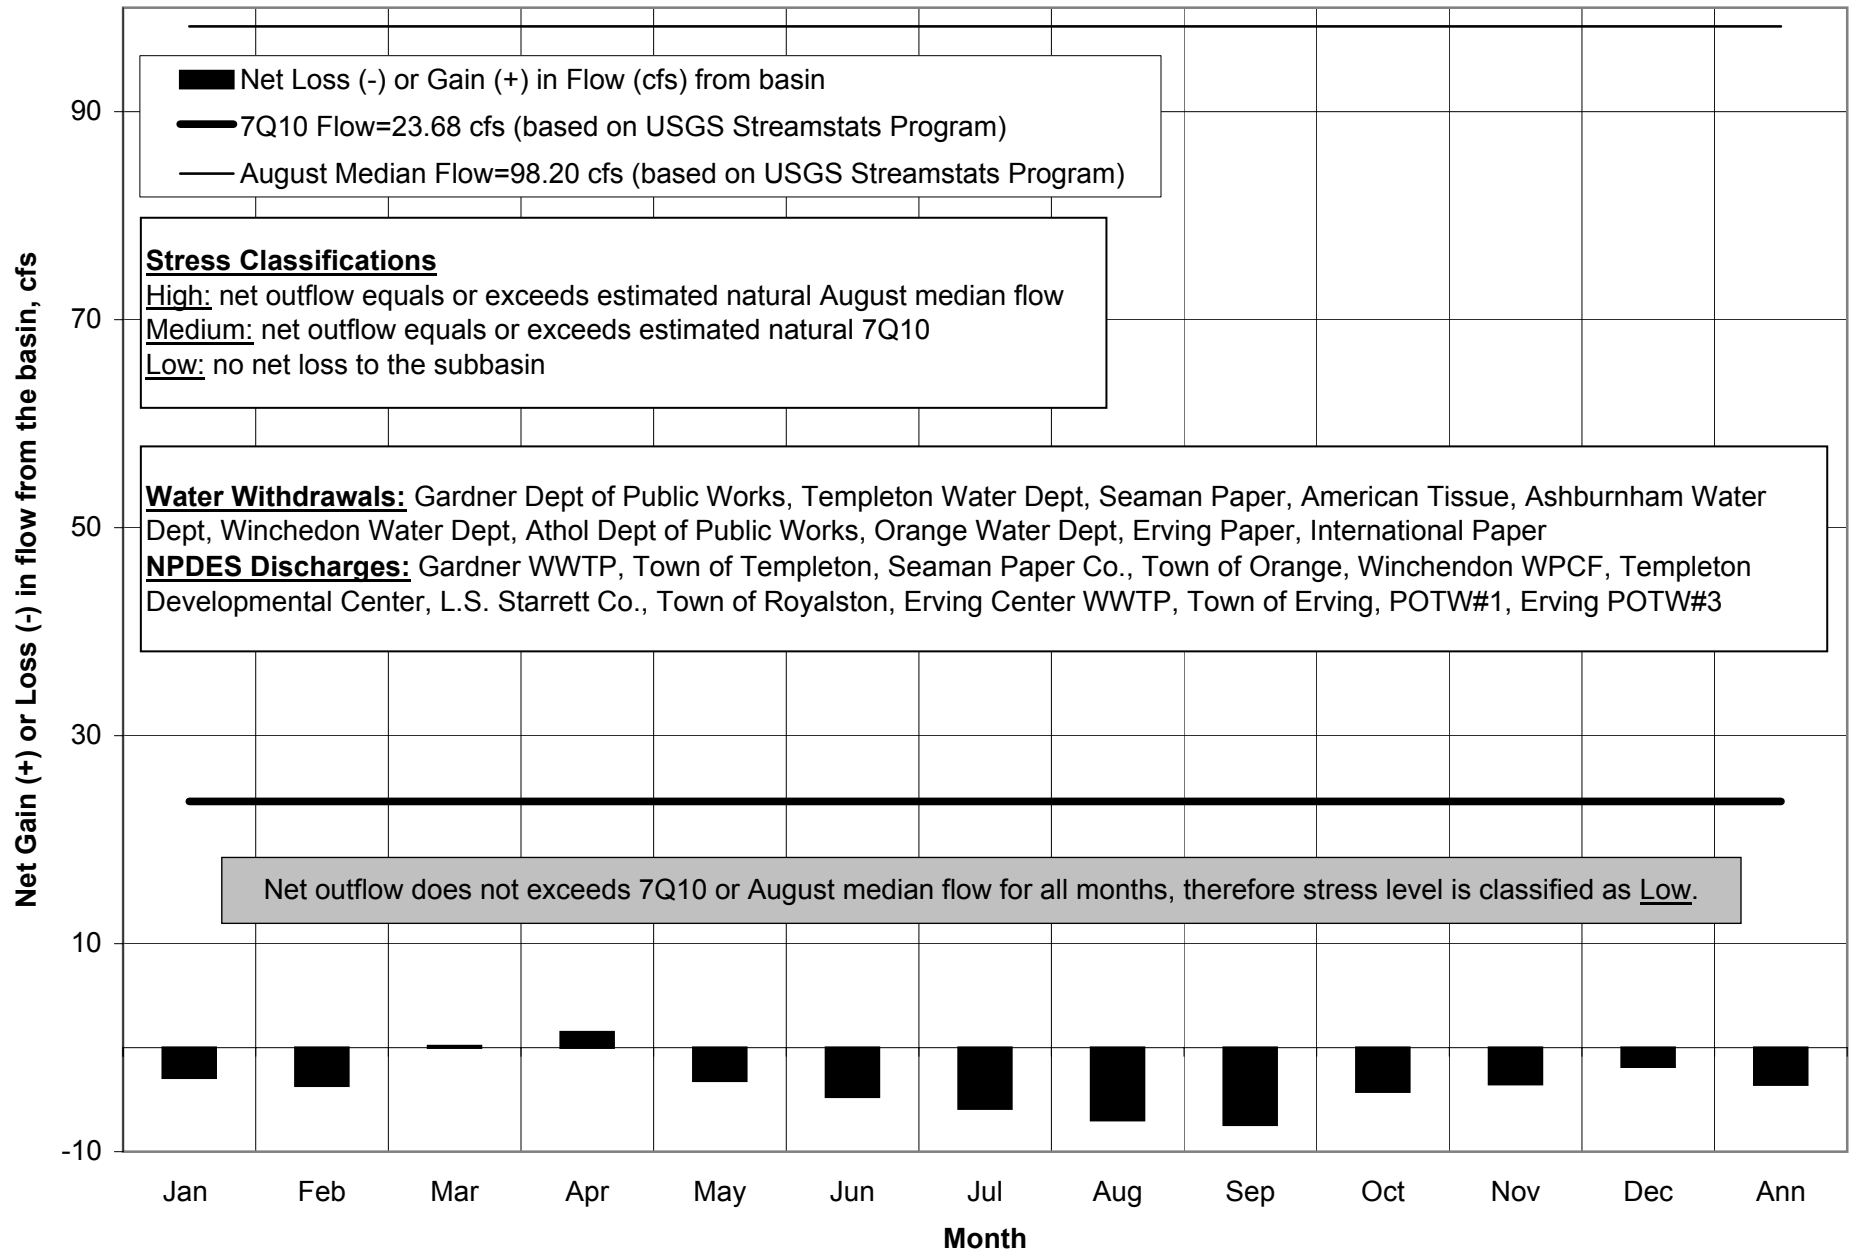 Net Loss (-) or Gain (+) in Flow (cfs) from basin
7Q10 Flow=23.68 cfs (based on USGS Streamstats Program)
August Median Flow=98.20 cfs (based on USGS Streamstats Program)
Stress Classifications
High: net outflow equals or exceeds estimated natural August median flow
Medium: net outflow equals or exceeds estimated natural 7Q10
Low: no net loss to the subbasin
Water Withdrawals: Gardner Dept of Public Works, Templeton Water Dept, Seaman Paper, American Tissue, Ashburnham Water
Dept, Winchedon Water Dept, Athol Dept of Public Works, Orange Water Dept, Erving Paper, International Paper
NPDES Discharges: Gardner WWTP, Town of Templeton, Seaman Paper Co., Town of Orange, Winchendon WPCF, Templeton
Developmental Center, L.S. Starrett Co., Town of Royalston, Erving Center WWTP, Town of Erving, POTW#1, Erving POTW#3
Net outflow does not exceeds 7Q10 or August median flow for all months, therefore stress level is classified as Low.
Net Gain (+) or Loss (-) in flow from the basin, cfs
90
70
50
30
10
-10
Jan Feb Mar Apr May Jun Jul Aug Sep Oct Nov Dec Ann
Month